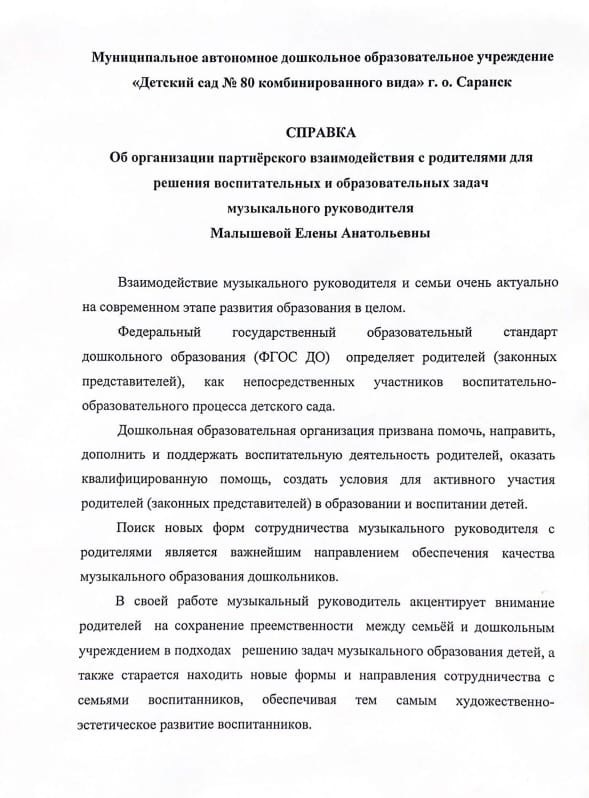 Муниципальное автономное дошкольное образовательное учреждение
«Детский сад № 80 комбинированного вида» г. о. Саранск
СПРАВКА
Об организации партнёрского взаимодействия с родителями для
решения воспитательных и образовательных задач
музыкального руководителя
Малышевой Елены Анатольевны
Взаимодействие музыкального руководителя и семьи очень актуально
на современном этапе развития образования в целом.
Федеральный государственный образовательный стандарт
дошкольного образования (ФГОС ДО) определяет родителей (законных
представителей), как непосредственных участников воспитательно-
образовательного процесса детского сада.
Дошкольная образовательная организация призвана помочь, направить,
дополнить и поддержать воспитательную деятельность родителей, оказать
квалифицированную помощь, создать условия для активного участия
родителей (законных представителей) в образовании и воспитании детей.
Поиск новых форм сотрудничества музыкального руководителя с
родителями является важнейшим направлением обеспечения качества
музыкального образования дошкольников.
В своей работе музыкальный руководитель акцентирует внимание
родителей на сохранение преемственности между семьёй и дошкольным
учреждением в подходах решению задач музыкального образования детей, а
также старается находить новые формы и направления сотрудничества с
семьями воспитанников, обеспечивая тем самым художественно-
эстетическое развитие воспитанников.